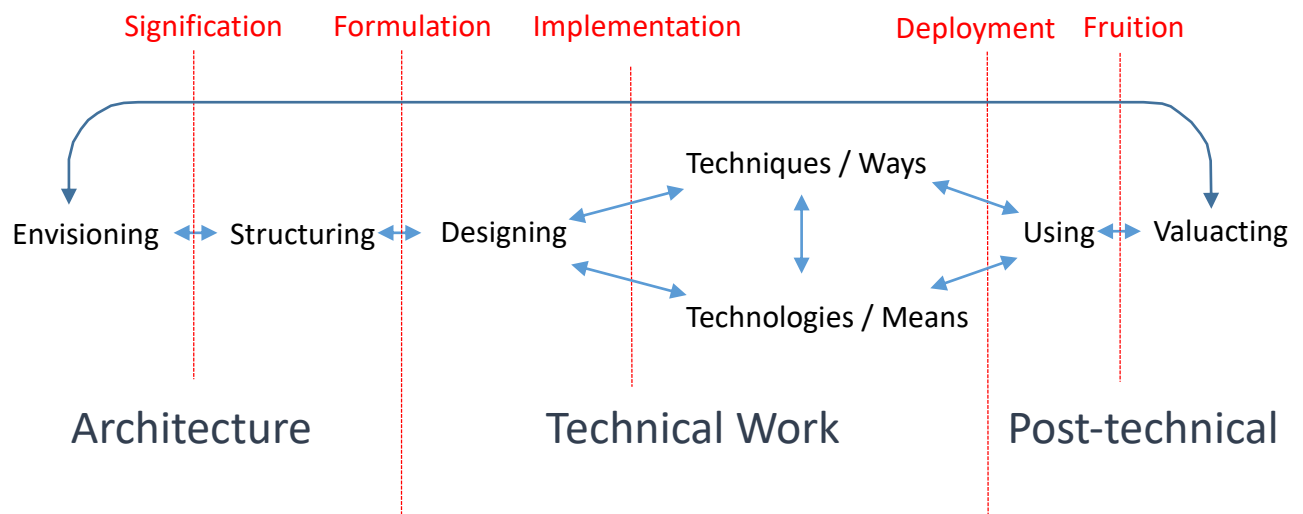 Signification Formulation Implementation Deployment Fruition
Techniques / Ways
Envisioning Structuring Designing Using Valuacting
Technologies / Means
Architecture Technical Work Post-technical